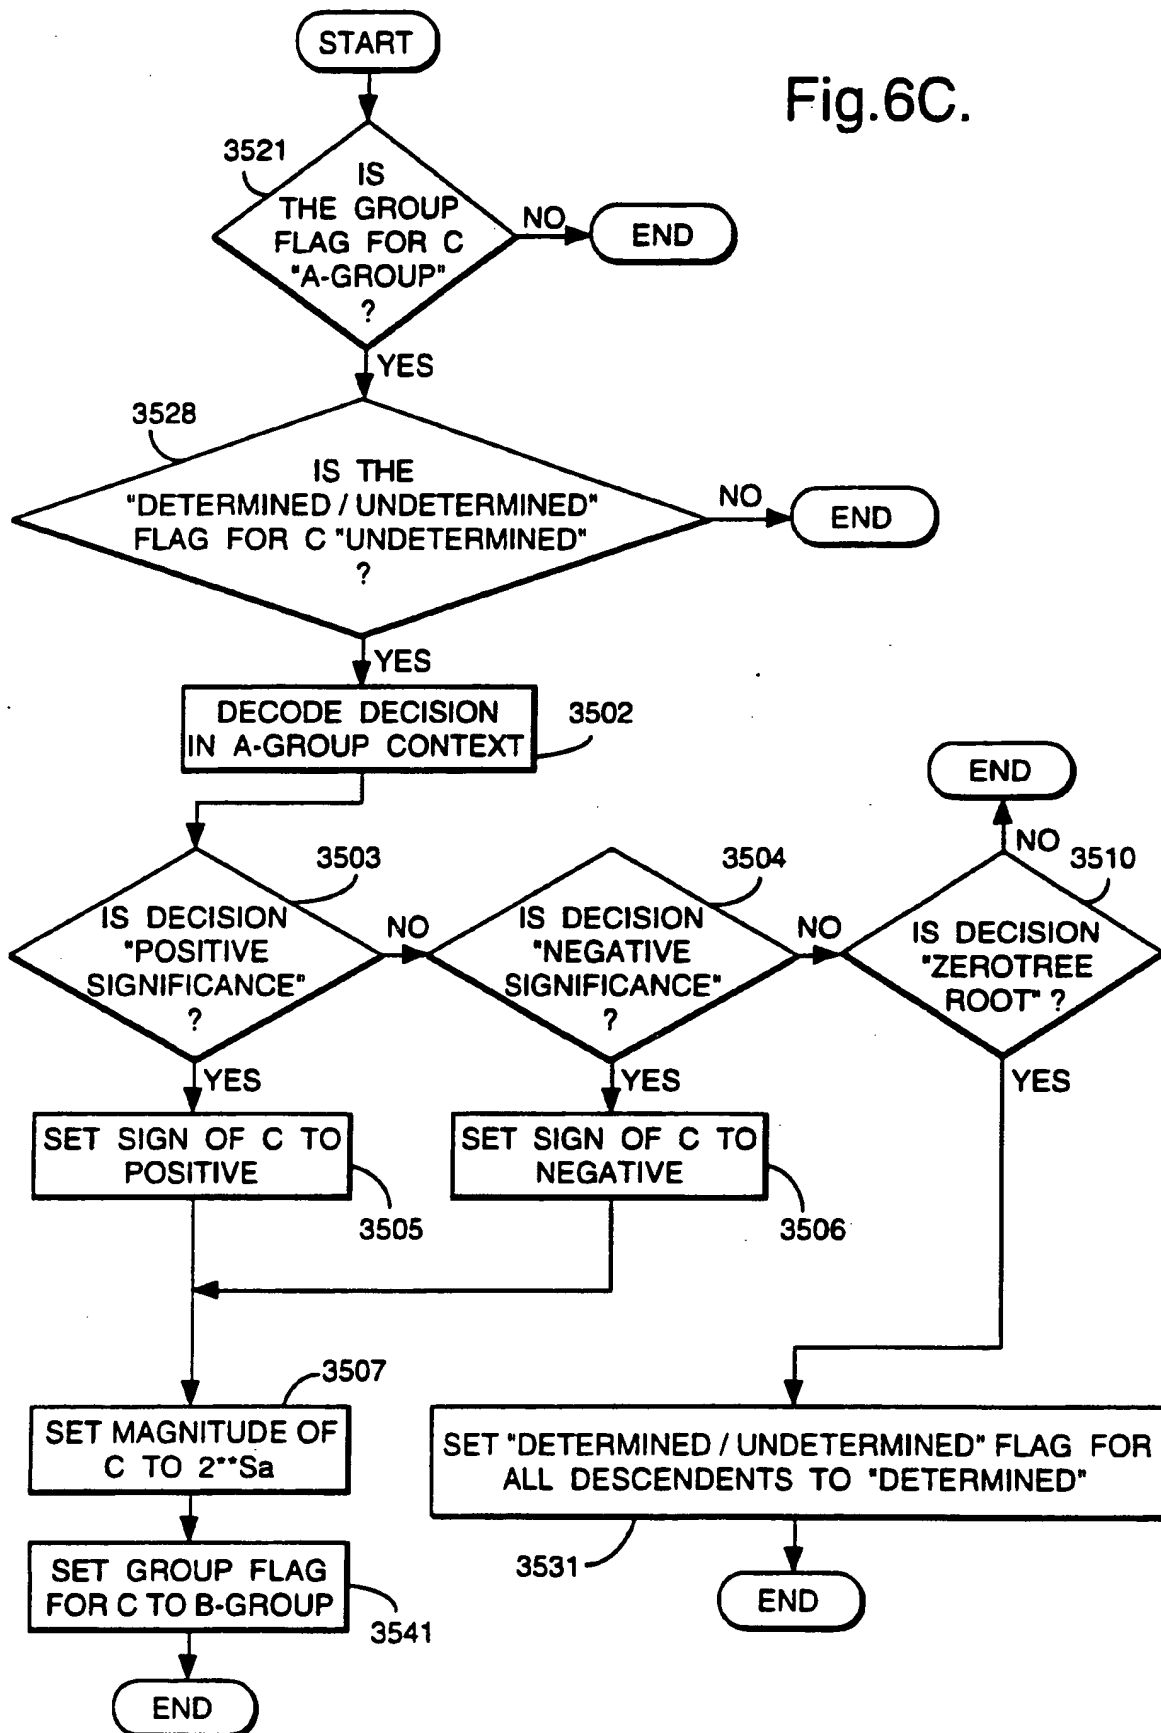 START
Fig.6C.
3521
IS
THE GROUP
FLAG FOR C
"A-GROUP"
?
NO
END
YES
3528
IS THE
"DETERMINED / UNDETERMINED"
FLAG FOR C "UNDETERMINED"
?
NO
END
YES
DECODE DECISION
IN A-GROUP CONTEXT
3502
END
NO
3503
IS DECISION
"POSITIVE
SIGNIFICANCE"
?
NO
3504
IS DECISION
"NEGATIVE
SIGNIFICANCE"
?
NO
3510
IS DECISION
"ZEROTREE
ROOT" ?
YES
YES
YES
SET SIGN OF C TO
POSITIVE
3505
SET SIGN OF C TO
NEGATIVE
3506
3507
SET MAGNITUDE OF
C TO 2**Sa
SET "DETERMINED / UNDETERMINED" FLAG FOR
ALL DESCENDENTS TO "DETERMINED"
3531
END
SET GROUP FLAG
FOR C TO B-GROUP
3541
END